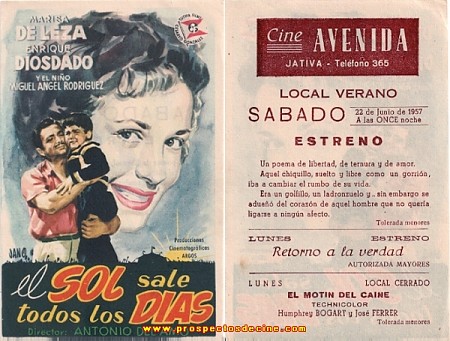 MARISA
DE LEZA
ENRIQUE
DIOSDADO
Y EL NIÑO
MIGUEL ANGEL RODRIGUEZ
Producciones
Cinematográficas
ARGOS
JANO
el SOL sale
todos los DIAS
Director: ANTONIO DEL AMO
Cine AVENIDA
JATIVA - Teléfono 365
LOCAL VERANO
SABADO
22 de Junio de 1957
A las ONCE noche
ESTRENO
Un poema de libertad, de ternura y de amor.
Aquel chiquillo, suelto y libre como un gorrión,
iba a cambiar el rumbo de su vida.
Era un golfillo, un ladronzuelo y.. sin embargo se
adueñó del corazón de aquel hombre que no quería
ligarse a ningún afecto.
Tolerada menores
LUNES ESTRENO
Retorno a la verdad
AUTORIZADA MAYORES
LUNES LOCAL CERRADO
EL MOTIN DEL CAINE
TECHNICOLOR
Humphrey BOGART y José FERRER
Tolerada menores
www.prospectosdecine.com